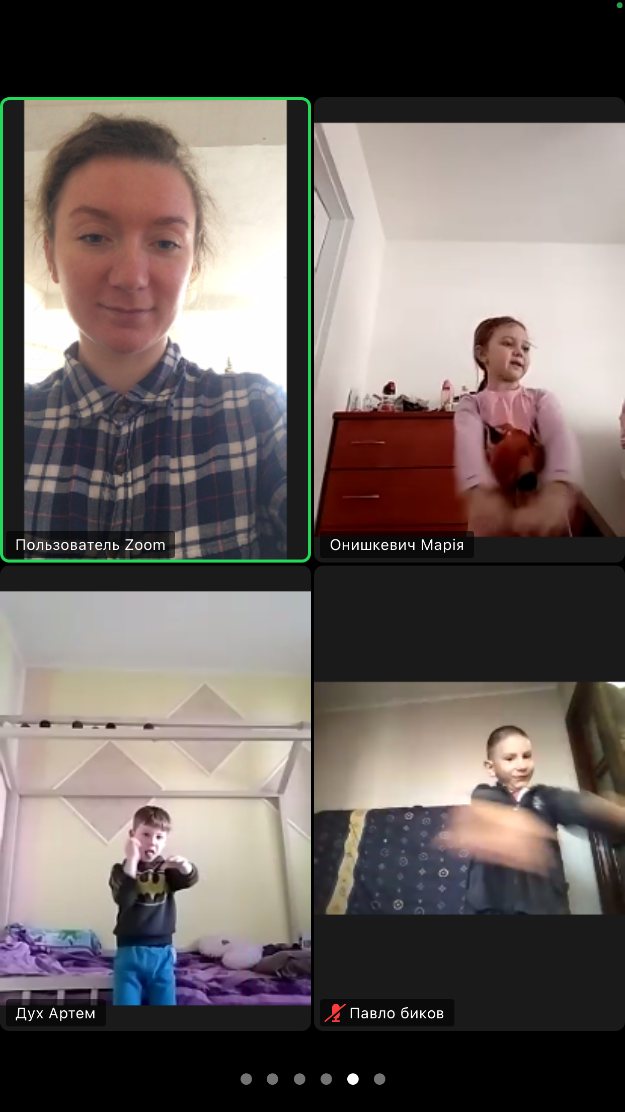 Пользователь Zoom
Онишкевич Марія
Дух Артем
Павло биков